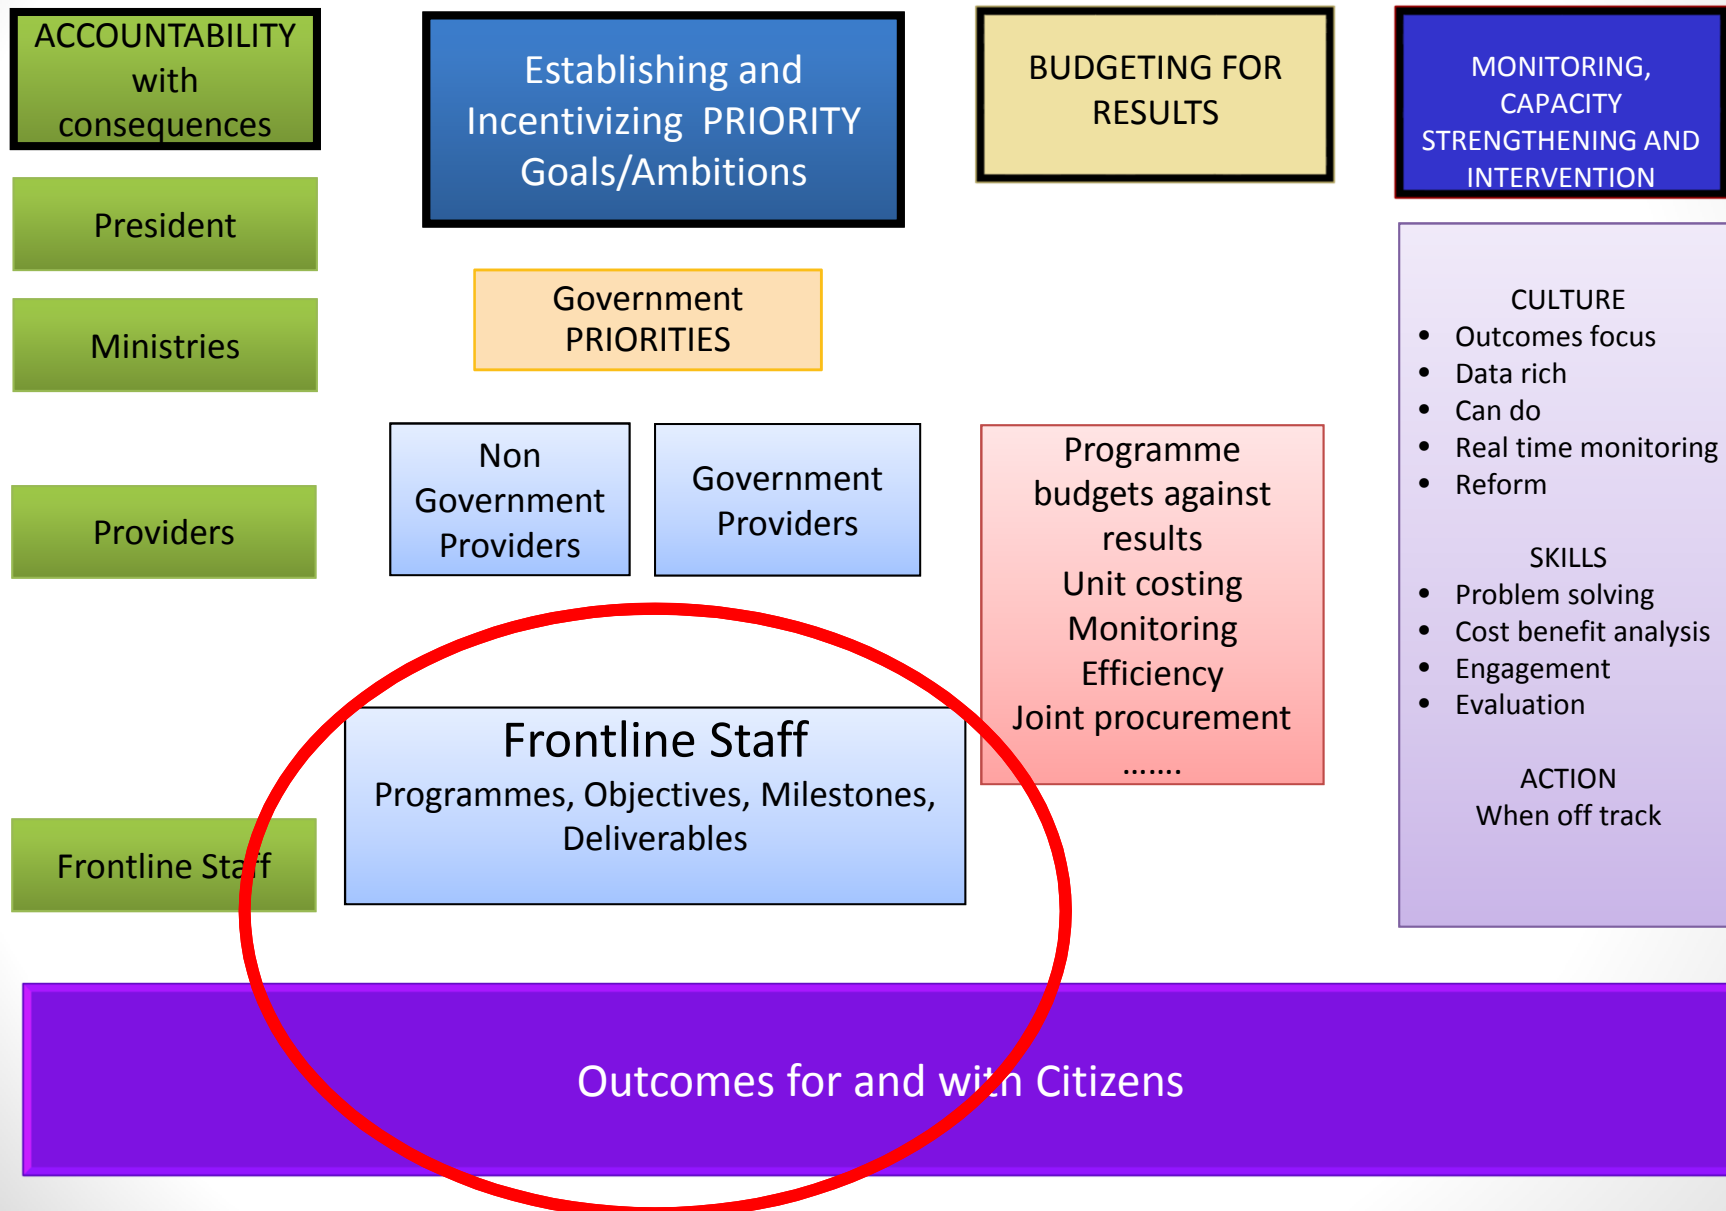 ACCOUNTABILITY
with
consequences
President
Ministries
Providers
Frontline Staff
Establishing and
Incentivizing PRIORITY
Goals/Ambitions
Government
PRIORITIES
Non
Government
Providers
Government
Providers
Frontline Staff
Programmes, Objectives, Milestones,
Deliverables
BUDGETING FOR
RESULTS
Programme
budgets against
results
Unit costing
Monitoring
Efficiency
Joint procurement
.......
MONITORING,
CAPACITY
STRENGTHENING AND
INTERVENTION
CULTURE
• Outcomes focus
• Data rich
• Can do
• Real time monitoring
• Reform
SKILLS
• Problem solving
• Cost benefit analysis
• Engagement
• Evaluation
ACTION
When off track
Outcomes for and with Citizens